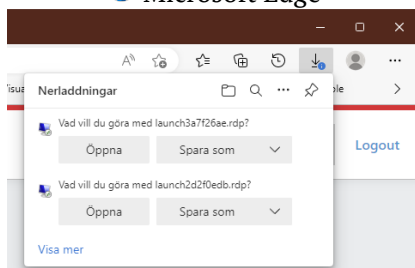 Microsoft Edge
Nerladdningar
Vad vill du göra med launch3a7f26ae.rdp?
Öppna
Spara som
Vad vill du göra med launch2d2f0edb.rdp?
Öppna
Spara som
Visa mer
Logout